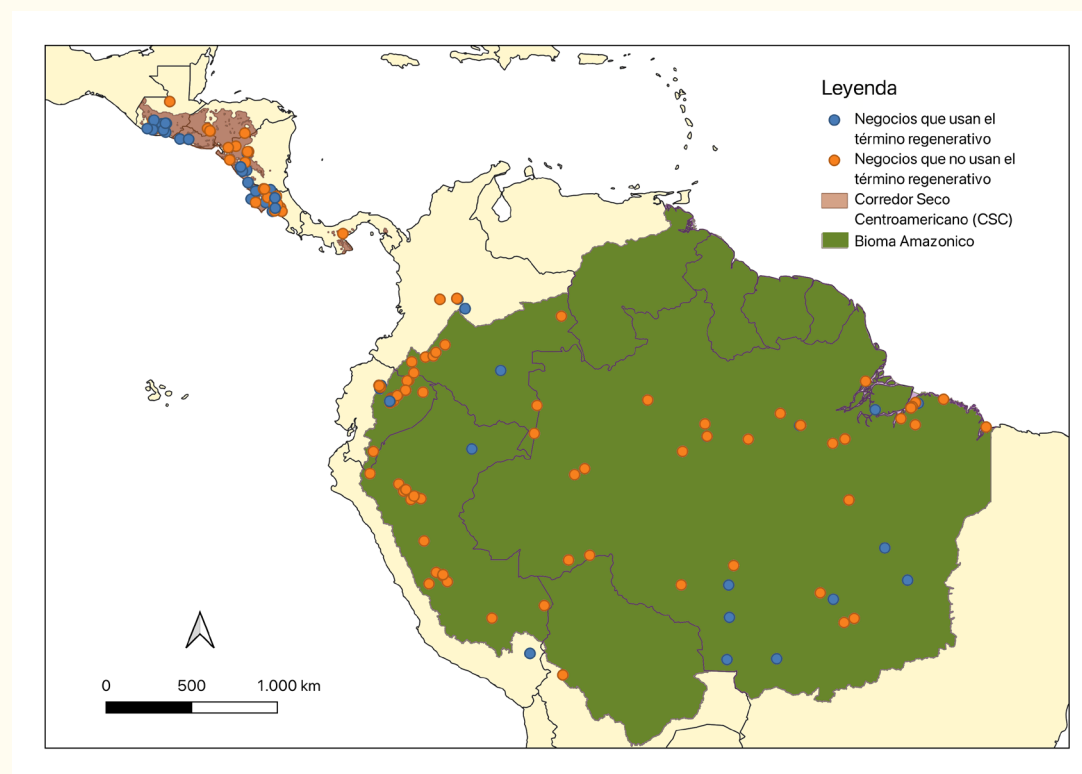 Leyenda
Negocios que usan el
término regenerativo
Negocios que no usan el
término regenerativo
Corredor Seco
Centroamericano (CSC)
Bioma Amazonico
0 500 1.000 km